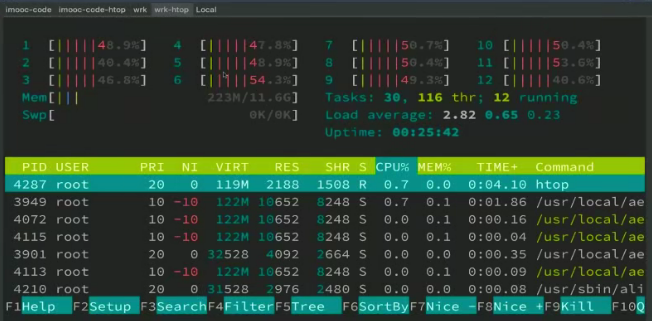 imooc-code imooc-code-htop wrk wrk-htop Local
1 [|||||48.9%] 4 [|||||47.8%] 7 [|||||50.7%] 10 [|||||50.4%]
2 [|||||40.4%] 5 [|||||48.9%] 8 [|||||50.4%] 11 [|||||53.6%]
3 [|||||46.8%] 6 [|||||54.3%] 9 [|||||49.3%] 12 [|||||40.6%]
Mem[||| 223M/11.6G] Tasks: 30, 116 thr; 12 running
Swp[ 0K/0K] Load average: 2.82 0.65 0.23
Uptime: 00:25:42
PID USER PRI NI VIRT RES SHR S CPU% MEM% TIME+ Command
4287 root 20 0 119M 2188 1508 R 0.7 0.0 0:04.10 htop
3949 root 10 -10 122M 10652 8248 S 0.7 0.1 0:01.86 /usr/local/ae
4072 root 10 -10 122M 10652 8248 S 0.0 0.1 0:00.16 /usr/local/ae
4115 root 10 -10 122M 10652 8248 S 0.0 0.1 0:00.04 /usr/local/ae
3901 root 20 0 32528 4092 2664 S 0.0 0.0 0:00.35 /usr/local/ae
4113 root 10 -10 122M 10652 8248 S 0.0 0.1 0:00.09 /usr/local/ae
4210 root 20 0 31528 2976 2480 S 0.0 0.0 0:00.08 /usr/sbin/ali
F1Help F2Setup F3SearchF4FilterF5Tree F6SortByF7Nice -F8Nice +F9Kill F10Q